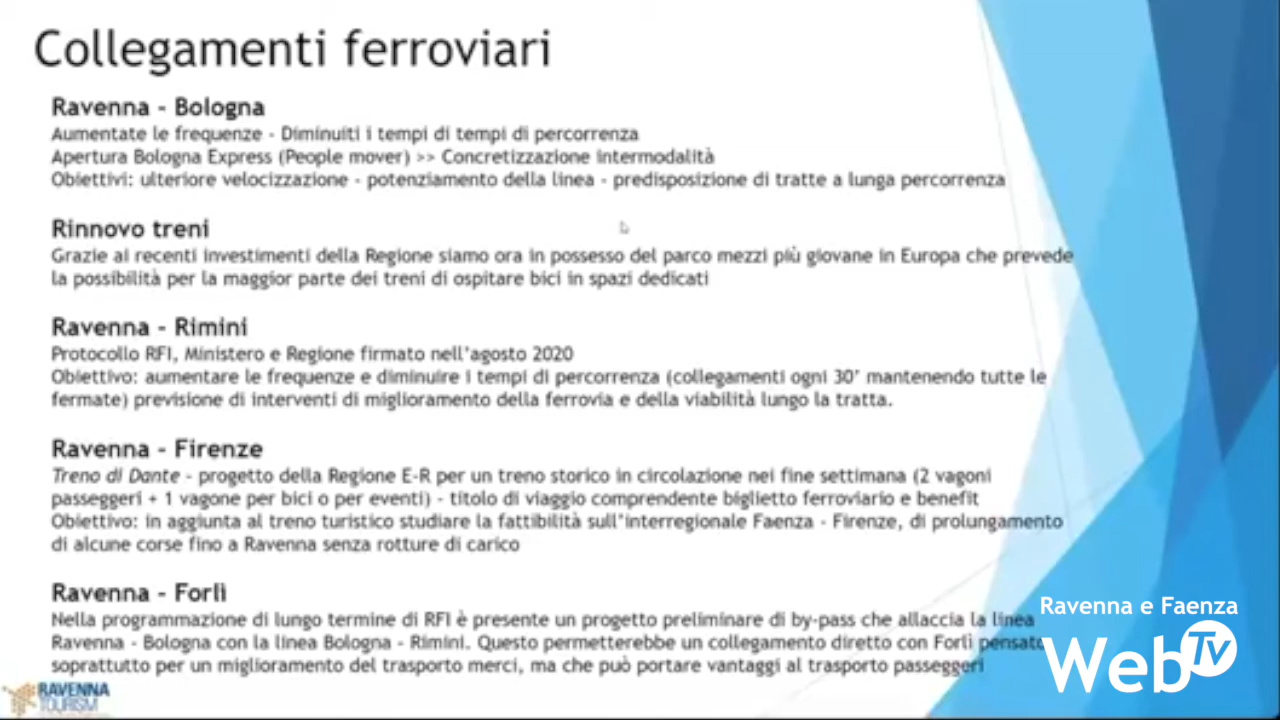 Collegamenti ferroviari
Ravenna - Bologna
Aumentate le frequenze - Diminuiti i tempi di tempi di percorrenza
Apertura Bologna Express (People mover) >> Concretizzazione intermodalità
Obiettivi: ulteriore velocizzazione - potenziamento della linea - predisposizione di tratte a lunga percorrenza
Rinnovo treni
Grazie ai recenti investimenti della Regione siamo ora in possesso del parco mezzi più giovane in Europa che prevede
la possibilità per la maggior parte dei treni di ospitare bici in spazi dedicati
Ravenna - Rimini
Protocollo RFI, Ministero e Regione firmato nell'agosto 2020
Obiettivo: aumentare le frequenze e diminuire i tempi di percorrenza (collegamenti ogni 30' mantenendo tutte le
fermate) previsione di interventi di miglioramento della ferrovia e della viabilità lungo la tratta.
Ravenna - Firenze
Treno di Dante - progetto della Regione E-R per un treno storico in circolazione nei fine settimana (2 vagoni
passeggeri + 1 vagone per bici o per eventi) - titolo di viaggio comprendente biglietto ferroviario e benefit
Obiettivo: in aggiunta al treno turistico studiare la fattibilità sull'interregionale Faenza - Firenze, di prolungamento
di alcune corse fino a Ravenna senza rotture di carico
Ravenna - Forlì
Nella programmazione di lungo termine di RFI è presente un progetto preliminare di by-pass che allaccia la linea
Ravenna - Bologna con la linea Bologna - Rimini. Questo permetterebbe un collegamento diretto con Forlì pensato
soprattutto per un miglioramento del trasporto merci, ma che può portare vantaggi al trasporto passeggeri
RAVENNA
TOURISM
Ravenna e Faenza
WebTv